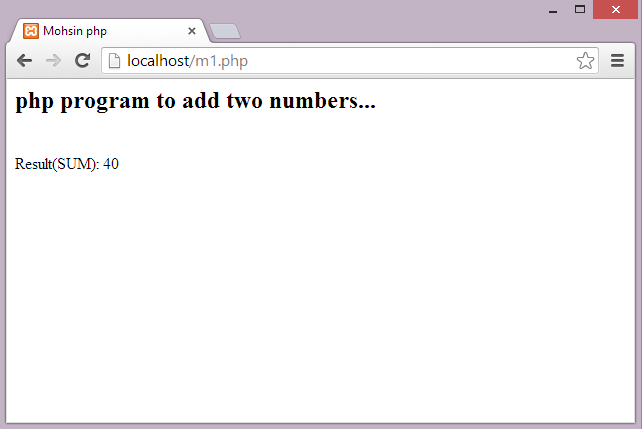 Mohsin php
localhost/m1.php
php program to add two numbers...
Result(SUM): 40